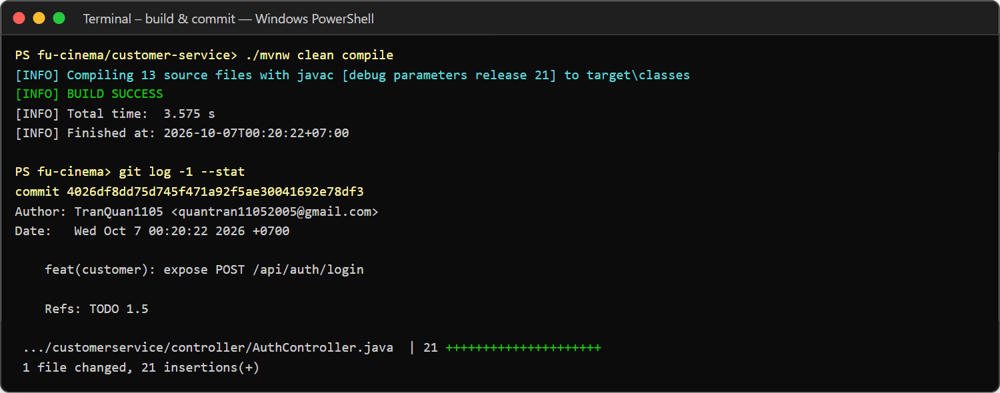 Terminal – build & commit — Windows PowerShell
PS fu-cinema/customer-service> ./mvnw clean compile
[INFO] Compiling 13 source files with javac [debug parameters release 21] to target\classes
[INFO] BUILD SUCCESS
[INFO] Total time:  3.575 s
[INFO] Finished at: 2026-10-07T00:20:22+07:00
PS fu-cinema> git log -1 --stat
commit 4026df8dd75d745f471a92f5ae30041692e78df3
Author: TranQuan1105 <quantran11052005@gmail.com>
Date:   Wed Oct 7 00:20:22 2026 +0700
feat(customer): expose POST /api/auth/login
Refs: TODO 1.5
.../customerservice/controller/AuthController.java  | 21 +++++++++++++++++++++
1 file changed, 21 insertions(+)